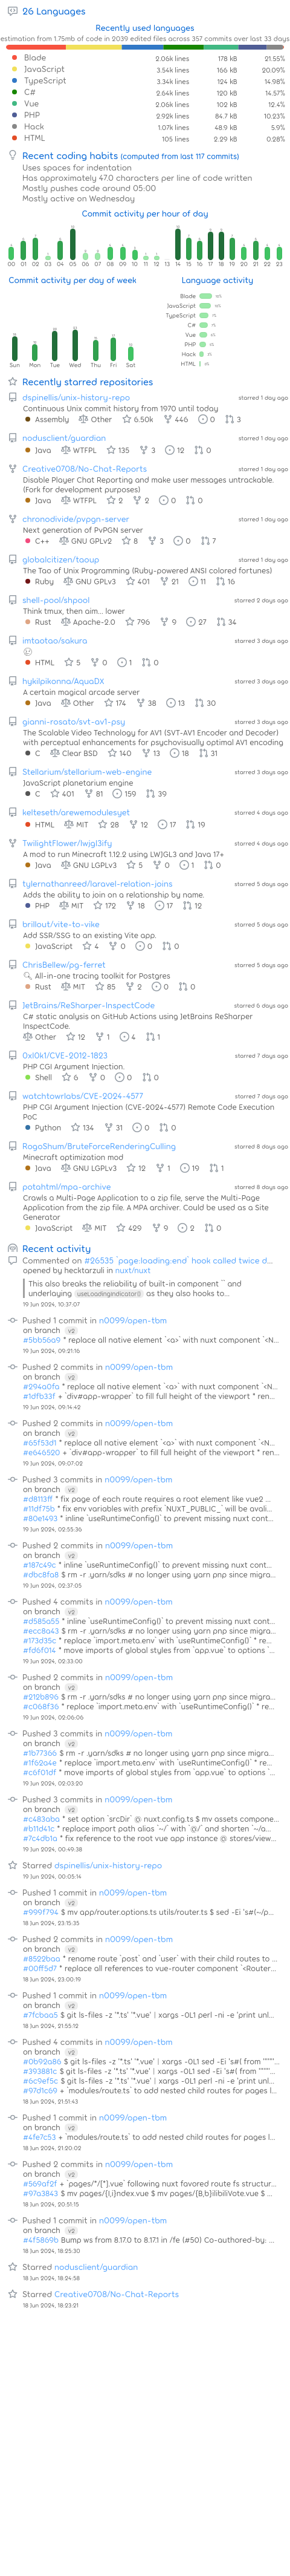 26 Languages
Recently used languages
estimation from 1.75mb of code in 2039 edited files across 357 commits over last 33 days
Blade 2.06k lines 178 kB 21.55%
JavaScript 3.54k lines 166 kB 20.09%
TypeScript 3.34k lines 124 kB 14.98%
C# 2.64k lines 120 kB 14.57%
Vue 2.06k lines 102 kB 12.4%
PHP 2.92k lines 84.7 kB 10.23%
Hack 1.07k lines 48.9 kB 5.9%
HTML 105 lines 2.29 kB 0.28%
Recent coding habits (computed from last 117 commits)
Uses spaces for indentation
Has approximately 47.0 characters per line of code written
Mostly pushes code around 05:00
Mostly active on Wednesday
Commit activity per hour of day
00 01 02 03 04 05 06 07 08 09 10 11 12 13 14 15 16 17 18 19 20 21 22 23
Commit activity per day of week
Language activity
Blade
JavaScript
TypeScript
C#
Vue
PHP
Hack
HTML
Sun Mon Tue Wed Thu Fri Sat
Recently starred repositories
dspinellis/unix-history-repo starred 1 day ago
Continuous Unix commit history from 1970 until today
Assembly Other 6.50k 446 0 3
nodusclient/guardian starred 1 day ago
Java WTFPL 135 3 12 0
Creative0708/No-Chat-Reports starred 1 day ago
Disable Player Chat Reporting and make user messages untrackable.
(Fork for development purposes)
Java WTFPL 2 2 0 0
chronodivide/pvpgn-server starred 1 day ago
Next generation of PvPGN server
C++ GNU GPLv2 8 3 0 7
globalcitizen/taoup starred 1 day ago
The Tao of Unix Programming (Ruby-powered ANSI colored fortunes)
Ruby GNU GPLv3 401 21 11 16
shell-pool/shpool starred 2 days ago
Think tmux, then aim... lower
Rust Apache-2.0 796 9 27 34
imtaotao/sakura starred 3 days ago
HTML 5 0 1 0
hykilpikonna/AquaDX starred 3 days ago
A certain magical arcade server
Java Other 174 38 13 30
gianni-rosato/svt-av1-psy starred 3 days ago
The Scalable Video Technology for AV1 (SVT-AV1 Encoder and Decoder)
with perceptual enhancements for psychovisually optimal AV1 encoding
C Clear BSD 140 13 18 31
Stellarium/stellarium-web-engine starred 3 days ago
JavaScript planetarium engine
C 401 81 159 39
kelteseth/arewemodulesyet starred 4 days ago
HTML MIT 28 12 17 19
TwilightFlower/lwjgl3ify starred 4 days ago
A mod to run Minecraft 1.12.2 using LWJGL3 and Java 17+
Java GNU LGPLv3 5 0 1 0
tylernathanreed/laravel-relation-joins starred 5 days ago
Adds the ability to join on a relationship by name.
PHP MIT 172 18 17 12
brillout/vite-to-vike starred 5 days ago
Add SSR/SSG to an existing Vite app.
JavaScript 4 0 0 0
ChrisBellew/pg-ferret starred 5 days ago
All-in-one tracing toolkit for Postgres
Rust MIT 85 2 0 0
JetBrains/ReSharper-InspectCode starred 6 days ago
C# static analysis on GitHub Actions using JetBrains ReSharper
InspectCode.
Other 12 1 4 1
0xl0k1/CVE-2012-1823 starred 7 days ago
PHP CGI Argument Injection.
Shell 6 0 0 0
watchtowrlabs/CVE-2024-4577 starred 7 days ago
PHP CGI Argument Injection (CVE-2024-4577) Remote Code Execution
PoC
Python 134 31 0 0
RogoShum/BruteForceRenderingCulling starred 8 days ago
Minecraft optimization mod
Java GNU LGPLv3 12 1 19 1
potahtml/mpa-archive starred 8 days ago
Crawls a Multi-Page Application to a zip file, serve the Multi-Page
Application from the zip file. A MPA archiver. Could be used as a Site
Generator
JavaScript MIT 429 9 2 0
Recent activity
Commented on #26535 `page:loading:end` hook called twice d...
opened by hecktarzuli in nuxt/nuxt
This also breaks the reliability of built-in component `` and
underlying useLoadingIndicator() as they also hooks to...
19 Jun 2024, 10:37:07
Pushed 1 commit in n0099/open-tbm
on branch v2
#5bb56a9 * replace all native element `<a>` with nuxt component `<N...
19 Jun 2024, 09:21:16
Pushed 2 commits in n0099/open-tbm
on branch v2
#294a0fa * replace all native element `<a>` with nuxt component `<N...
#1dfb33f + `div#app-wrapper` to fill full height of the viewport * ren...
19 Jun 2024, 09:14:42
Pushed 2 commits in n0099/open-tbm
on branch v2
#65f53d1 * replace all native element `<a>` with nuxt component `<N...
#e646520 + `div#app-wrapper` to fill full height of the viewport * ren...
19 Jun 2024, 09:07:02
Pushed 3 commits in n0099/open-tbm
on branch v2
#d8113ff * fix page of each route requires a root element like vue2 ...
#11df75b * fix env variables with prefix `NUXT_PUBLIC_` will be avali...
#80e1493 * inline `useRuntimeConfig()` to prevent missing nuxt cont...
19 Jun 2024, 02:55:36
Pushed 2 commits in n0099/open-tbm
on branch v2
#187c49c * inline `useRuntimeConfig()` to prevent missing nuxt cont...
#dbc8fa8 $ rm -r .yarn/sdks # no longer using yarn pnp since migra...
19 Jun 2024, 02:37:05
Pushed 4 commits in n0099/open-tbm
on branch v2
#d585a55 * inline `useRuntimeConfig()` to prevent missing nuxt cont...
#ecc8a43 $ rm -r .yarn/sdks # no longer using yarn pnp since migra...
#173d35c * replace `import.meta.env` with `useRuntimeConfig()` * re...
#fd6f014 * move imports of global styles from `app.vue` to options `...
19 Jun 2024, 02:33:00
Pushed 2 commits in n0099/open-tbm
on branch v2
#212b896 $ rm -r .yarn/sdks # no longer using yarn pnp since migra...
#c068f36 * replace `import.meta.env` with `useRuntimeConfig()` * re...
19 Jun 2024, 02:06:06
Pushed 3 commits in n0099/open-tbm
on branch v2
#1b77366 $ rm -r .yarn/sdks # no longer using yarn pnp since migra...
#1f62a4e * replace `import.meta.env` with `useRuntimeConfig()` * re...
#c6f01df * move imports of global styles from `app.vue` to options `...
19 Jun 2024, 02:03:20
Pushed 3 commits in n0099/open-tbm
on branch v2
#c483aba * set option `srcDir` @ nuxt.config.ts $ mv assets compone...
#b11d41c * replace import path alias `~/` with `@/` and shorten `~/a...
#7c4db1a * fix reference to the root vue app instance @ stores/view...
19 Jun 2024, 00:49:38
Starred dspinellis/unix-history-repo
19 Jun 2024, 00:05:14
Pushed 1 commit in n0099/open-tbm
on branch v2
#999f794 $ mv app/router.options.ts utils/router.ts $ sed -Ei 's#(~/p...
18 Jun 2024, 23:15:35
Pushed 2 commits in n0099/open-tbm
on branch v2
#8522baa * rename route `post` and `user` with their child routes to ...
#00ff5d7 * replace all references to vue-router component `<Router...
18 Jun 2024, 23:00:19
Pushed 1 commit in n0099/open-tbm
on branch v2
#7fcbaa5 $ git ls-files -z '*.ts' '*.vue' | xargs -0L1 perl -ni -e 'print unl...
18 Jun 2024, 21:55:12
Pushed 4 commits in n0099/open-tbm
on branch v2
#0b92a86 $ git ls-files -z '*.ts' '*.vue' | xargs -0L1 sed -Ei 's#( from '"'"'...
#393881c $ git ls-files -z '*.ts' '*.vue' | xargs -0L1 sed -Ei 's#( from '"'"'...
#6c9ef5c $ git ls-files -z '*.ts' '*.vue' | xargs -0L1 perl -ni -e 'print unl...
#97d1c69 + `modules/route.ts` to add nested child routes for pages l...
18 Jun 2024, 21:51:43
Pushed 1 commit in n0099/open-tbm
on branch v2
#4fe7c53 + `modules/route.ts` to add nested child routes for pages l...
18 Jun 2024, 21:20:02
Pushed 2 commits in n0099/open-tbm
on branch v2
#569af2f + `pages/*/[*].vue` following nuxt favored route fs structur...
#97a3843 $ mv pages/{l,i}ndex.vue $ mv pages/{B,b}ilibiliVote.vue $ ...
18 Jun 2024, 20:51:15
Pushed 1 commit in n0099/open-tbm
on branch v2
#4f5869b Bump ws from 8.17.0 to 8.17.1 in /fe (#50) Co-authored-by: ...
18 Jun 2024, 18:25:30
Starred nodusclient/guardian
18 Jun 2024, 18:24:58
Starred Creative0708/No-Chat-Reports
18 Jun 2024, 18:23:21